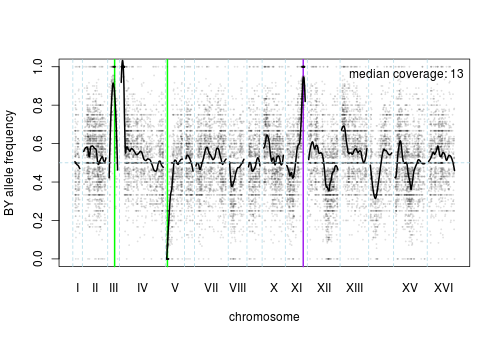 median coverage: 13
BY allele frequency
1.0
0.8
0.6
0.4
0.2
0.0
I II III IV V VII VIII X XI XII XIII XV XVI
chromosome